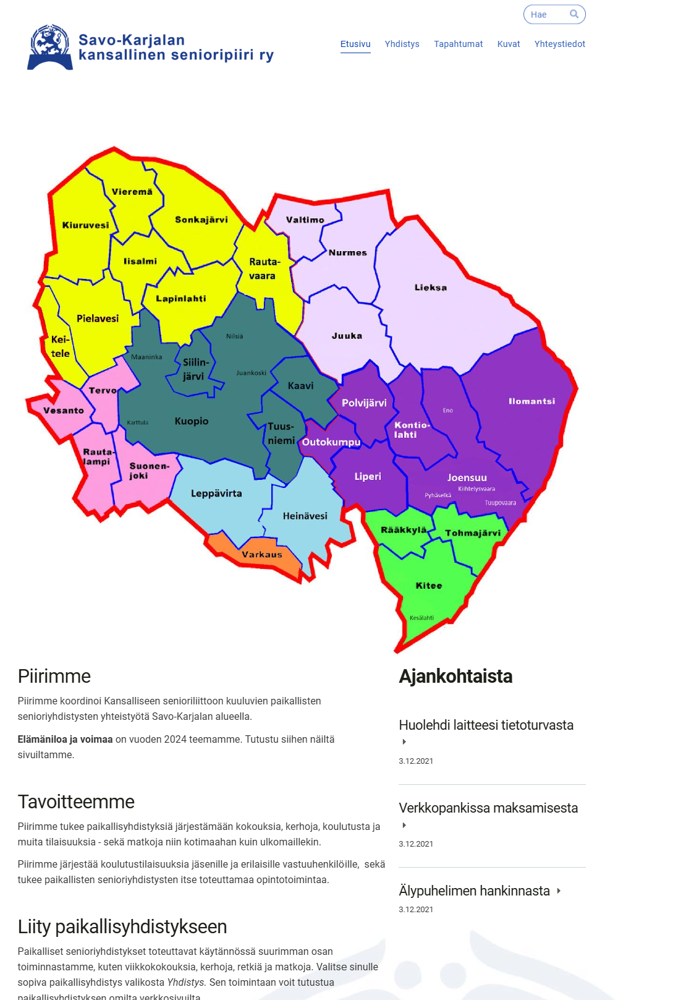 Hae
Savo-Karjalan
kansallinen senioripiiri ry
Etusivu Yhdistys Tapahtumat Kuvat Yhteystiedot
Vieremä
Kiuruvesi
Sonkajärvi
Iisalmi
Rauta-
vaara
Lapinlahti
Pielavesi
Kei-
tele
Valtimo
Nurmes
Lieksa
Juuka
Nilsiä
Maaninka
Siilin-
järvi
Juankoski
Kaavi
Tervo
Vesanto
Karttula
Kuopio
Tuus-
niemi
Rauta-
lampi
Suonen-
joki
Polvijärvi
Outokumpu
Kontio-
lahti
Eno
Ilomantsi
Liperi
Joensuu
Kiihtelysvaara
Pyhäselkä
Tuupovaara
Leppävirta
Heinävesi
Varkaus
Rääkkylä
Tohmajärvi
Kitee
Kesälahti
Piirimme
Piirimme koordinoi Kansalliseen senioriliittoon kuuluvien paikallisten
senioriyhdistysten yhteistyötä Savo-Karjalan alueella.
Elämäniloa ja voimaa on vuoden 2024 teemamme. Tutustu siihen näiltä
sivuiltamme.
Tavoitteemme
Piirimme tukee paikallisyhdistyksiä järjestämään kokouksia, kerhoja, koulutusta ja
muita tilaisuuksia - sekä matkoja niin kotimaahan kuin ulkomaillekin.
Piirimme järjestää koulutustilaisuuksia jäsenille ja erilaisille vastuuhenkilöille,  sekä
tukee paikallisten senioriyhdistysten itse toteuttamaa opintotoimintaa.
Liity paikallisyhdistykseen
Paikalliset senioriyhdistykset toteuttavat käytännössä suurimman osan
toiminnastamme, kuten viikkokokouksia, kerhoja, retkiä ja matkoja. Valitse sinulle
sopiva paikallisyhdistys valikosta Yhdistys. Sen toimintaan voit tutustua
paikallisyhdistyksen omilta verkkosivuilta.
Ajankohtaista
Huolehdi laitteesi tietoturvasta
3.12.2021
Verkkopankissa maksamisesta
3.12.2021
Älypuhelimen hankinnasta
3.12.2021